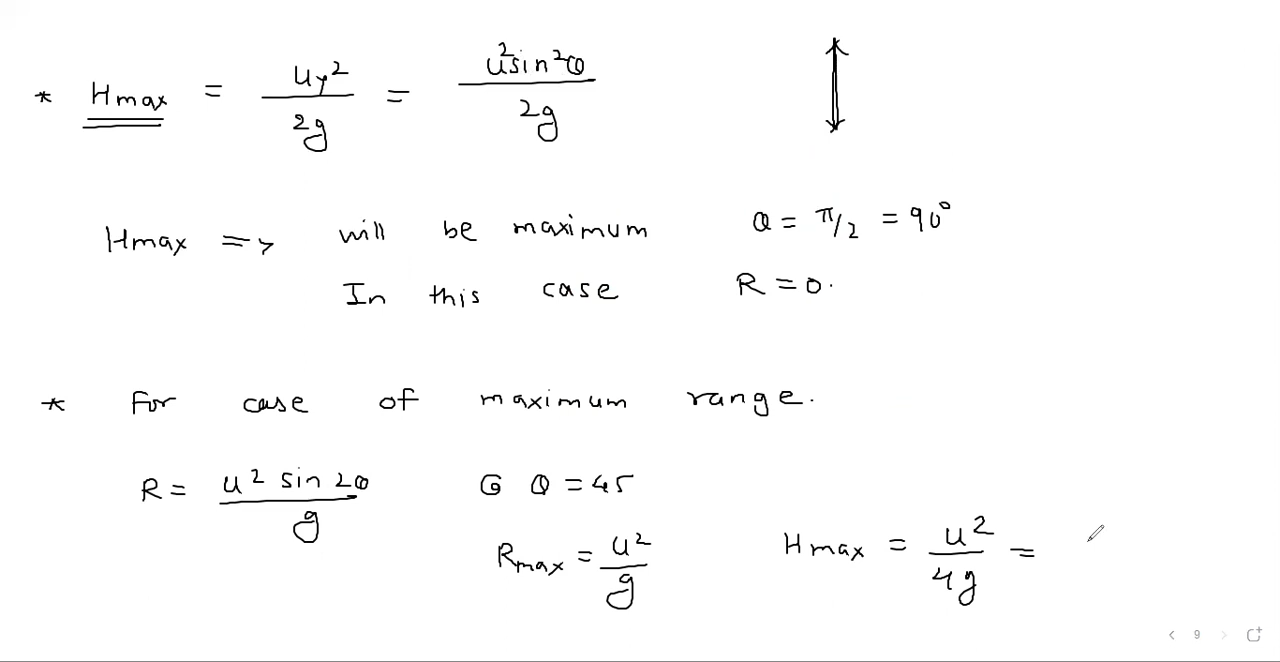 * Hmax = uy²/2g = u²sin²θ/2g
Hmax => will be maximum θ = π/2 = 90°
In this case R = 0.
* For case of maximum range.
R = u² sin 2θ/g @ θ = 45
Rmax = u²/g Hmax = u²/4g =
< 9 >